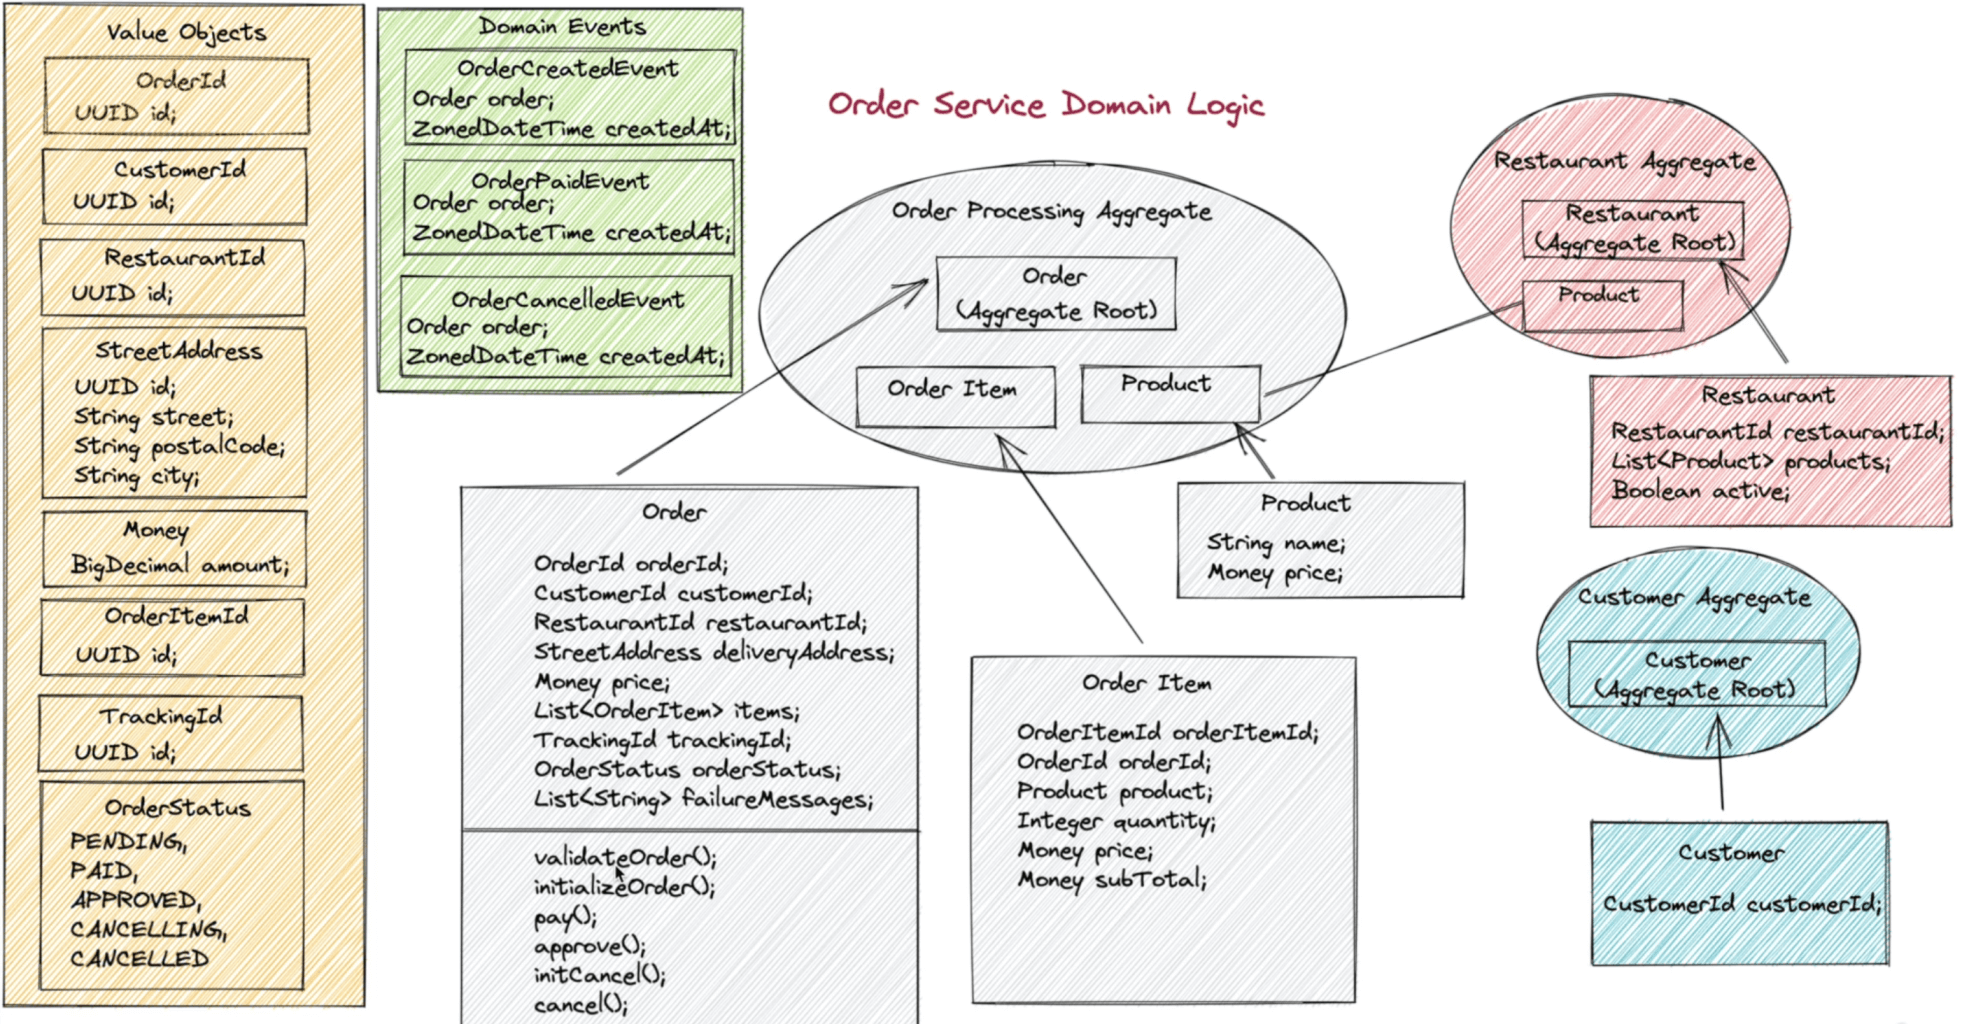 Value Objects
OrderId
UUID id;
CustomerId
UUID id;
RestaurantId
UUID id;
StreetAddress
UUID id;
String street;
String postalCode;
String city;
Money
BigDecimal amount;
OrderItemId
UUID id;
TrackingId
UUID id;
OrderStatus
PENDING,
PAID,
APPROVED,
CANCELLING,
CANCELLED
Domain Events
OrderCreatedEvent
Order order;
ZonedDateTime createdAt;
OrderPaidEvent
Order order;
ZonedDateTime createdAt;
OrderCancelledEvent
Order order;
ZonedDateTime createdAt;
Order Service Domain Logic
Order Processing Aggregate
Order
(Aggregate Root)
Order Item
Product
Order
OrderId orderId;
CustomerId customerId;
RestaurantId restaurantId;
StreetAddress deliveryAddress;
Money price;
List<OrderItem> items;
TrackingId trackingId;
OrderStatus orderStatus;
List<String> failureMessages;
validateOrder();
initializeOrder();
pay();
approve();
initCancel();
cancel();
Order Item
OrderItemId orderItemId;
OrderId orderId;
Product product;
Integer quantity;
Money price;
Money subTotal;
Product
String name;
Money price;
Restaurant Aggregate
Restaurant
(Aggregate Root)
Product
Restaurant
RestaurantId restaurantId;
List<Product> products;
Boolean active;
Customer Aggregate
Customer
(Aggregate Root)
Customer
CustomerId customerId;